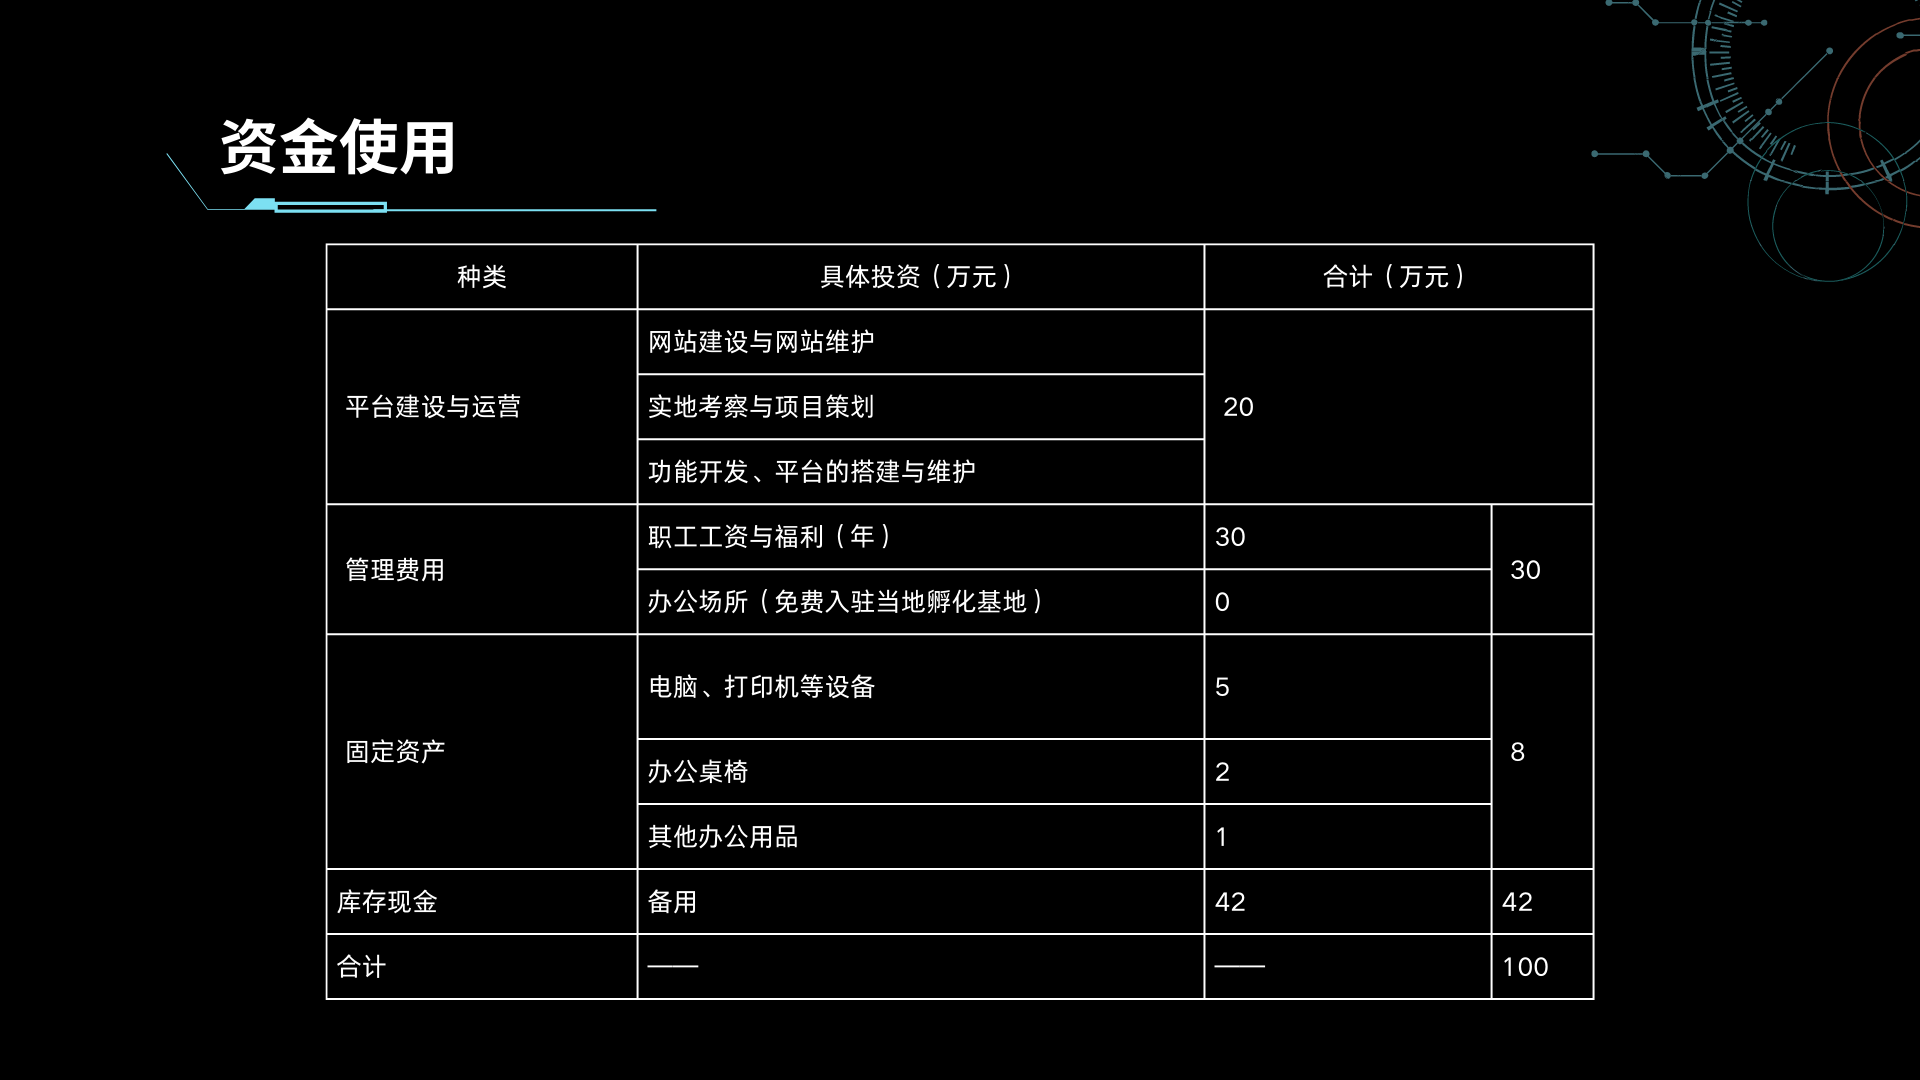 资金使用
种类 具体投资（万元） 合计（万元）
平台建设与运营 网站建设与网站维护 20
实地考察与项目策划
功能开发、平台的搭建与维护
管理费用 职工工资与福利（年） 30 30
办公场所（免费入驻当地孵化基地） 0
固定资产 电脑、打印机等设备 5 8
办公桌椅 2
其他办公用品 1
库存现金 备用 42 42
合计 —— —— 100